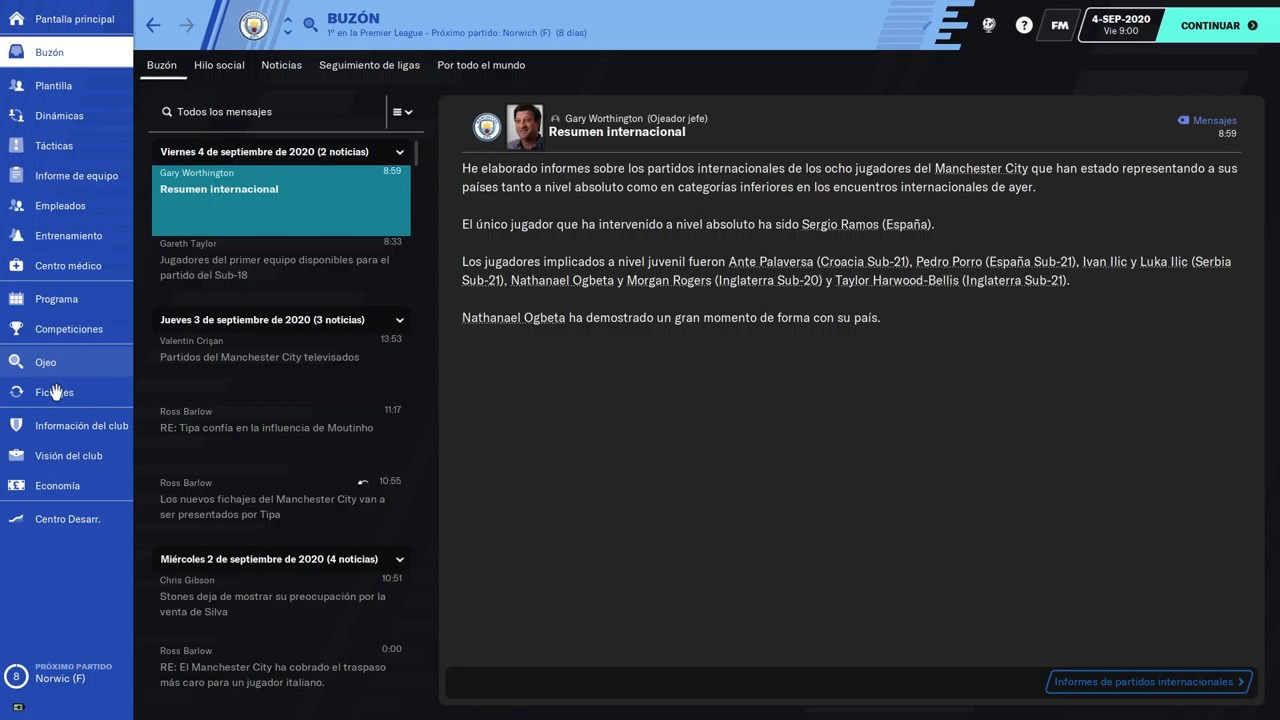 Pantalla principal
Buzón
Plantilla
Dinámicas
Tácticas
Informe de equipo
Empleados
Entrenamiento
Centro médico
Programa
Competiciones
Ojeo
Información del club
Visión del club
Economía
Centro Desarr.
8
PRÓXIMO PARTIDO
Norwic (F)
BUZÓN
1º en la Premier League - Próximo partido: Norwich (F) (8 días)
?
FM
4-SEP-2020
Vie 9:00
CONTINUAR
Buzón
Hilo social
Noticias
Seguimiento de ligas
Por todo el mundo
Todos los mensajes
Viernes 4 de septiembre de 2020 (2 noticias)
Gary Worthington 8:59
Resumen internacional
Gareth Taylor 8:33
Jugadores del primer equipo disponibles para el
partido del Sub-18
Jueves 3 de septiembre de 2020 (3 noticias)
Valentin Crişan 13:53
Partidos del Manchester City televisados
Ross Barlow 11:17
RE: Tipa confía en la influencia de Moutinho
Ross Barlow 10:55
Los nuevos fichajes del Manchester City van a
ser presentados por Tipa
Miércoles 2 de septiembre de 2020 (4 noticias)
Chris Gibson 10:51
Stones deja de mostrar su preocupación por la
venta de Silva
Ross Barlow 0:00
RE: El Manchester City ha cobrado el traspaso
más caro para un jugador italiano.
Gary Worthington (Ojeador jefe)
Resumen internacional
Mensajes
8:59
He elaborado informes sobre los partidos internacionales de los ocho jugadores del Manchester City que han estado representando a sus
países tanto a nivel absoluto como en categorías inferiores en los encuentros internacionales de ayer.
El único jugador que ha intervenido a nivel absoluto ha sido Sergio Ramos (España).
Los jugadores implicados a nivel juvenil fueron Ante Palaversa (Croacia Sub-21), Pedro Porro (España Sub-21), Ivan Ilic y Luka Ilic (Serbia
Sub-21), Nathanael Ogbeta y Morgan Rogers (Inglaterra Sub-20) y Taylor Harwood-Bellis (Inglaterra Sub-21).
Nathanael Ogbeta ha demostrado un gran momento de forma con su país.
Informes de partidos internacionales